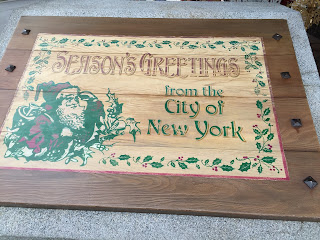 SEASON'S GREETINGS
from the
City of
New York